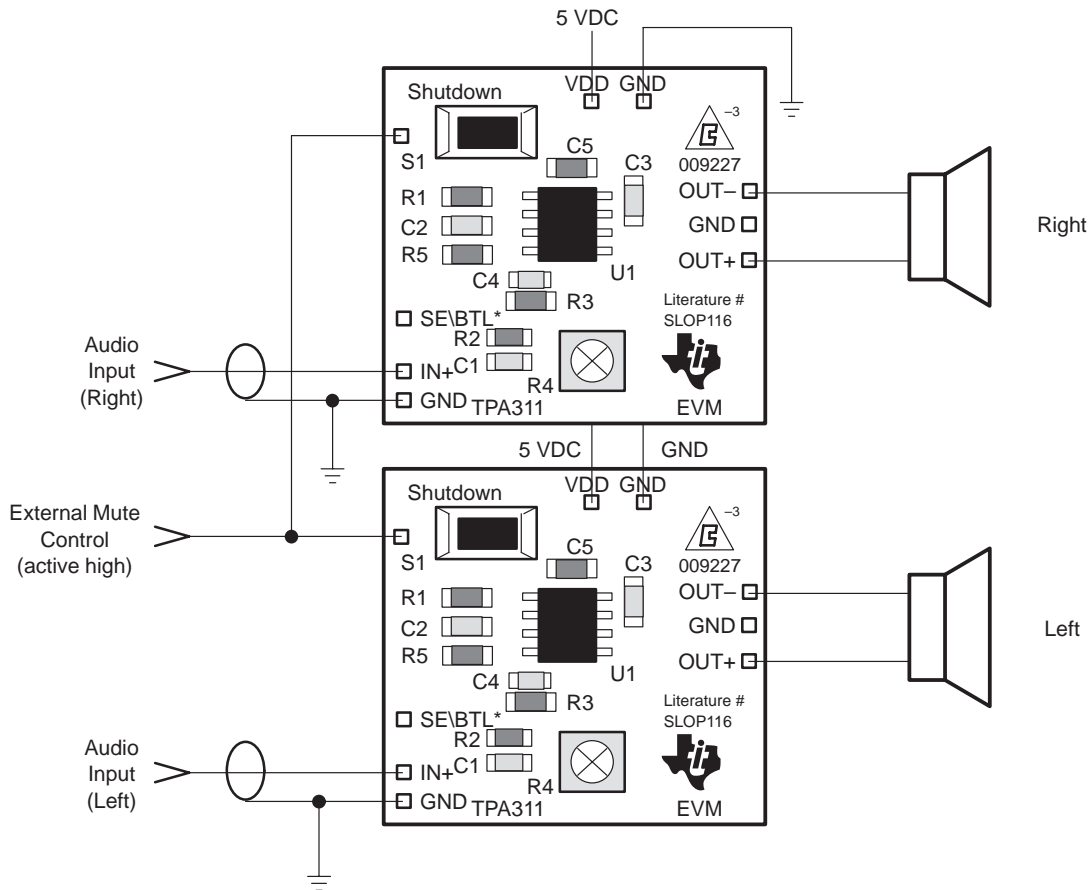 5 VDC
VDD GND
Shutdown
–3
009227
S1
C5
C3
R1
C2
R5
OUT–
GND
OUT+
U1
C4
R3
SE\BTL*
R2
IN+
C1
R4
GND
TPA311
Literature #
SLOP116
EVM
Right
Audio
Input
(Right)
5 VDC
GND
VDD GND
Shutdown
–3
009227
External Mute
Control
(active high)
S1
C5
C3
R1
C2
R5
OUT–
GND
OUT+
U1
C4
R3
SE\BTL*
R2
IN+
C1
R4
GND
TPA311
Literature #
SLOP116
EVM
Left
Audio
Input
(Left)